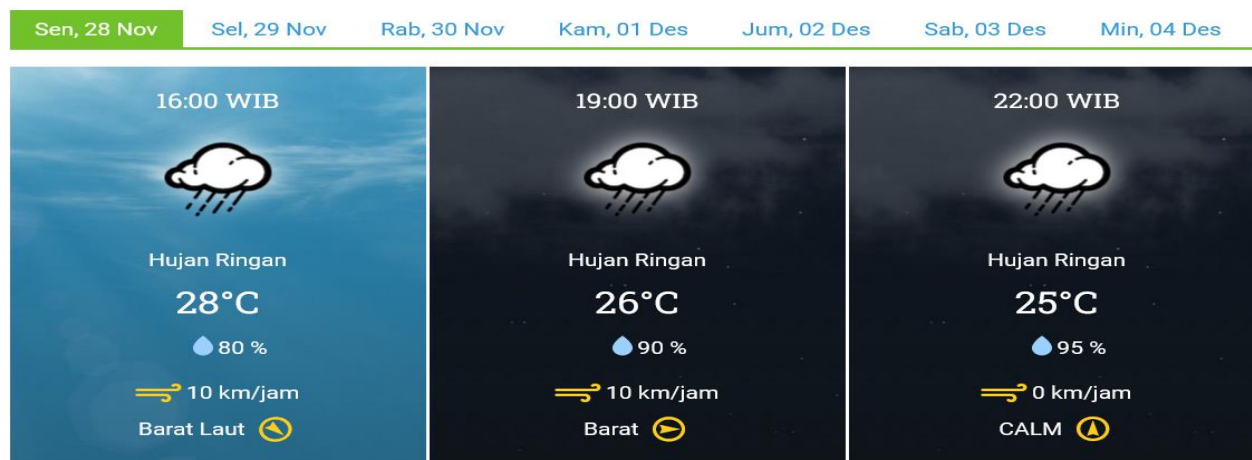 Sen, 28 Nov Sel, 29 Nov Rab, 30 Nov Kam, 01 Des Jum, 02 Des Sab, 03 Des Min, 04 Des
16:00 WIB
Hujan Ringan
28°C
80 %
10 km/jam
Barat Laut
19:00 WIB
Hujan Ringan
26°C
90 %
10 km/jam
Barat
22:00 WIB
Hujan Ringan
25°C
95 %
0 km/jam
CALM